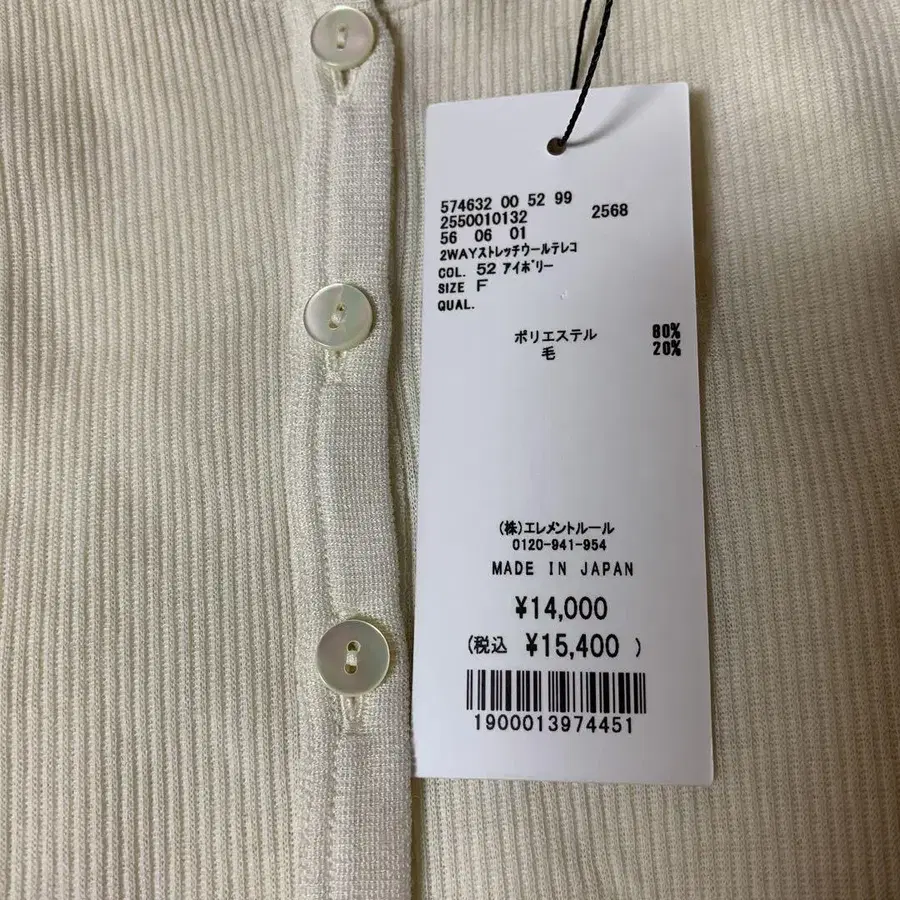 574632 00 52 99
2550010132 2568
56 06 01
2WAYストレッチウールテレコ
COL. 52 アイボリー
SIZE F
QUAL.
ポリエステル 80%
毛 20%
(株)エレメントルール
0120-941-954
MADE IN JAPAN
¥14,000
(税込 ¥15,400 )
1900013974451